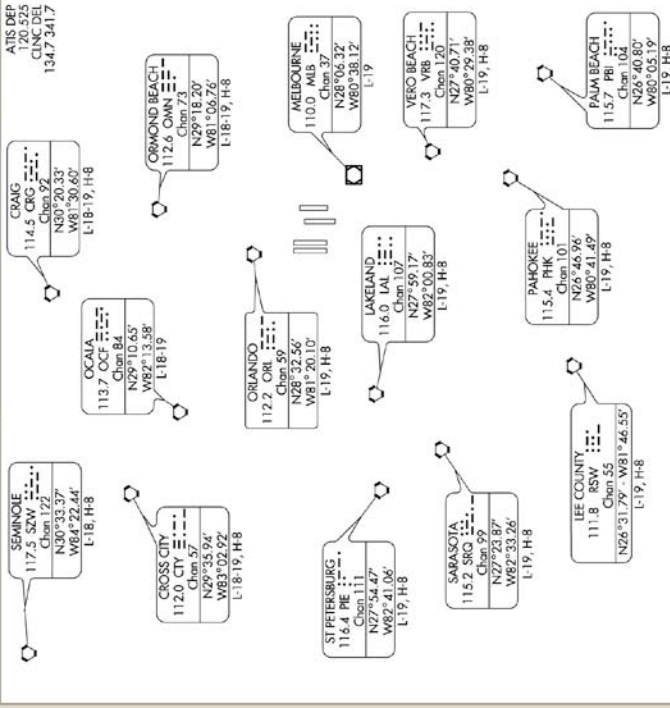 ATIS DEP
120.525
CLNC DEL
134.7 341.7
SEMINOLE
117.5 SZW
Chan 122
N30°33.37'
W84°22.44'
L-18, H-8
CRAIG
114.5 CRG
Chan 92
N30°20.33'
W81°30.60'
L-18-19, H-8
OCALA
113.7 OCF
Chan 84
N29°10.65'
W82°13.58'
L-18-19
ORMOND BEACH
112.6 OMN
Chan 73
N29°18.20'
W81°06.76'
L-18-19, H-8
CROSS CITY
112.0 CTY
Chan 57
N29°35.94'
W83°02.92'
L-18-19, H-8
ORLANDO
112.2 ORL
Chan 59
N28°32.56'
W81°20.10'
L-19, H-8
MELBOURNE
110.0 MLB
Chan 37
N28°06.32'
W80°38.12'
L-19
ST PETERSBURG
116.4 PIE
Chan 111
N27°54.47'
W82°41.06'
L-19, H-8
LAKELAND
116.0 LAL
Chan 107
N27°59.17'
W82°00.83'
L-19, H-8
VERO BEACH
117.3 VRB
Chan 120
N27°40.71'
W80°29.38'
L-19, H-8
SARASOTA
115.2 SRQ
Chan 99
N27°23.87'
W82°33.26'
L-19, H-8
PAHOKEE
115.4 PHK
Chan 101
N26°46.96'
W80°41.49'
L-19, H-8
LEE COUNTY
111.8 RSW
Chan 55
N26°31.79' - W81°46.55'
L-19, H-8
PALM BEACH
115.7 PBI
Chan 104
N26°40.80'
W80°05.19'
L-19, H-8